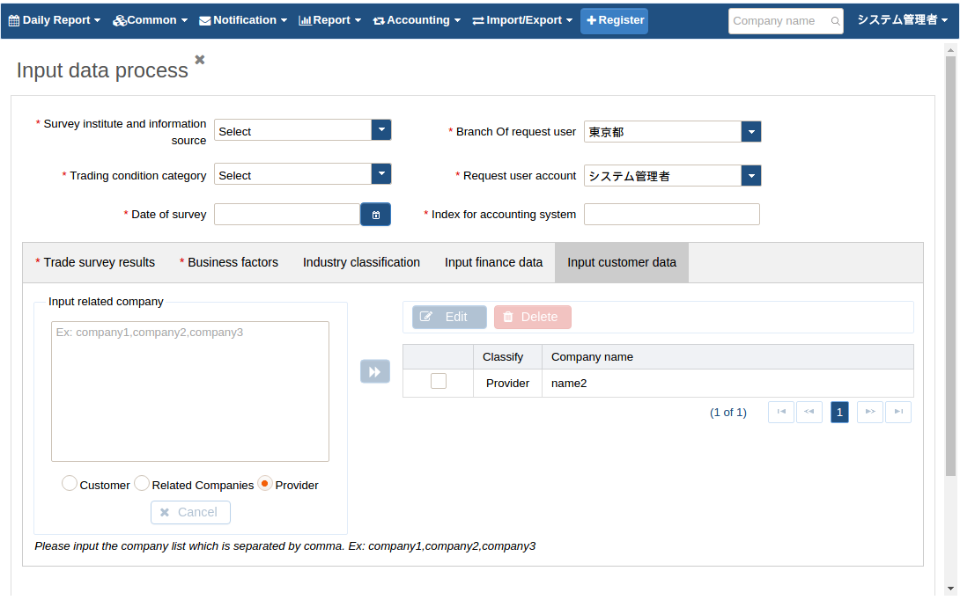 Daily Report Common Notification Report Accounting Import/Export Register Company name システム管理者
Input data process
* Survey institute and information source Select * Branch Of request user 東京都
* Trading condition category Select * Request user account システム管理者
* Date of survey * Index for accounting system
* Trade survey results * Business factors Industry classification Input finance data Input customer data
Input related company
Ex: company1,company2,company3
Edit Delete
Classify Company name
Provider name2
(1 of 1) 1
Customer Related Companies Provider
Cancel
Please input the company list which is separated by comma. Ex: company1,company2,company3